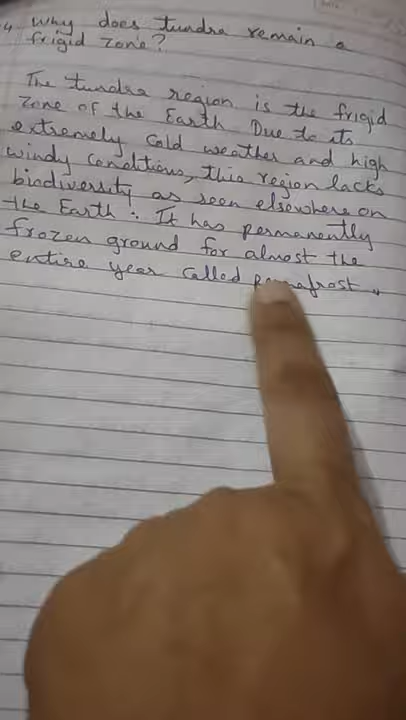 4. Why does tundra remain a
frigid zone?
The tundra region is the frigid
zone of the Earth Due to its
extremely cold weather and high
windy conditions, this region lacks
biodiversity as seen elsewhere on
the Earth. It has permanently
frozen ground for almost the
entire year called